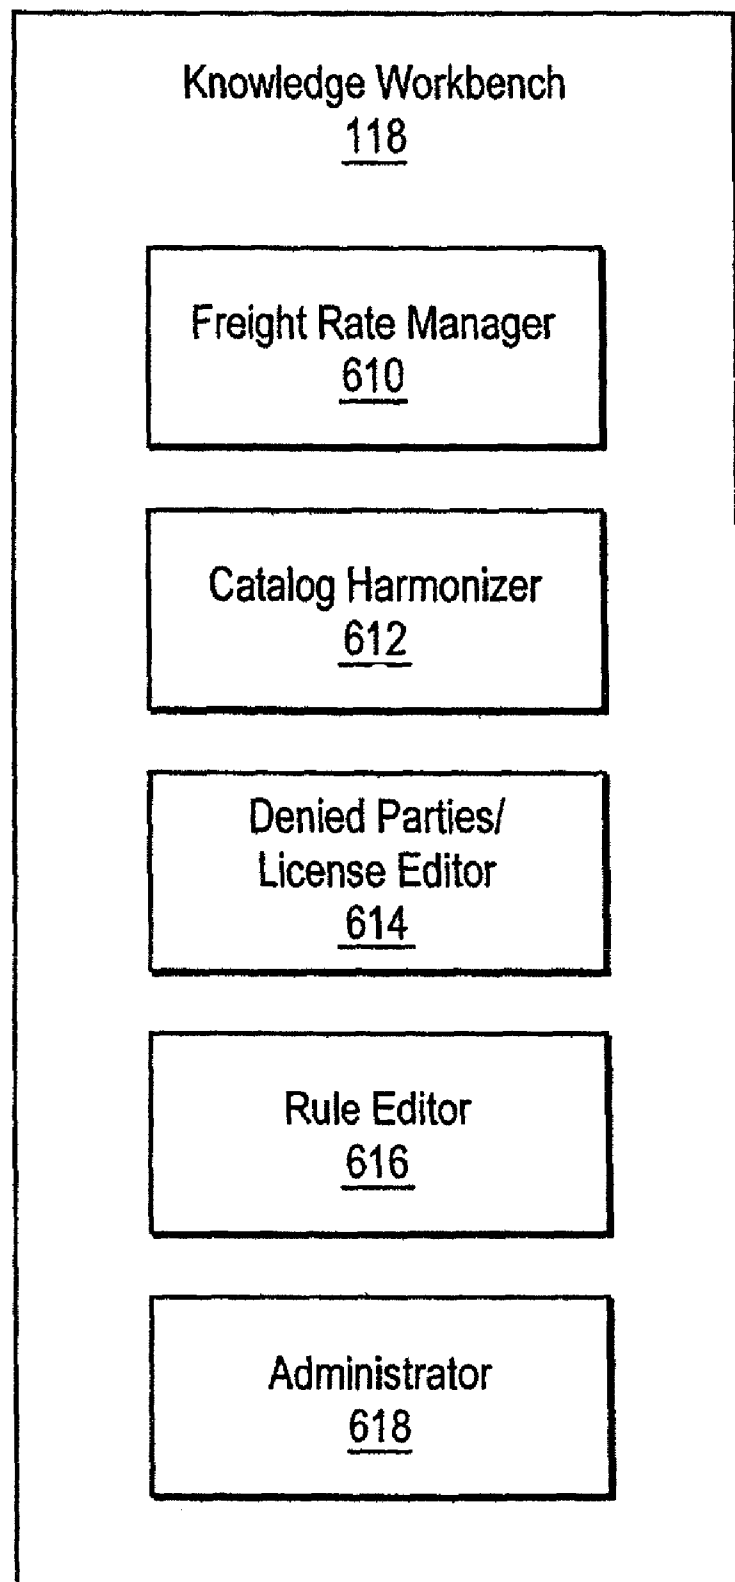 Knowledge Workbench
118
Freight Rate Manager
610
Catalog Harmonizer
612
Denied Parties/
License Editor
614
Rule Editor
616
Administrator
618